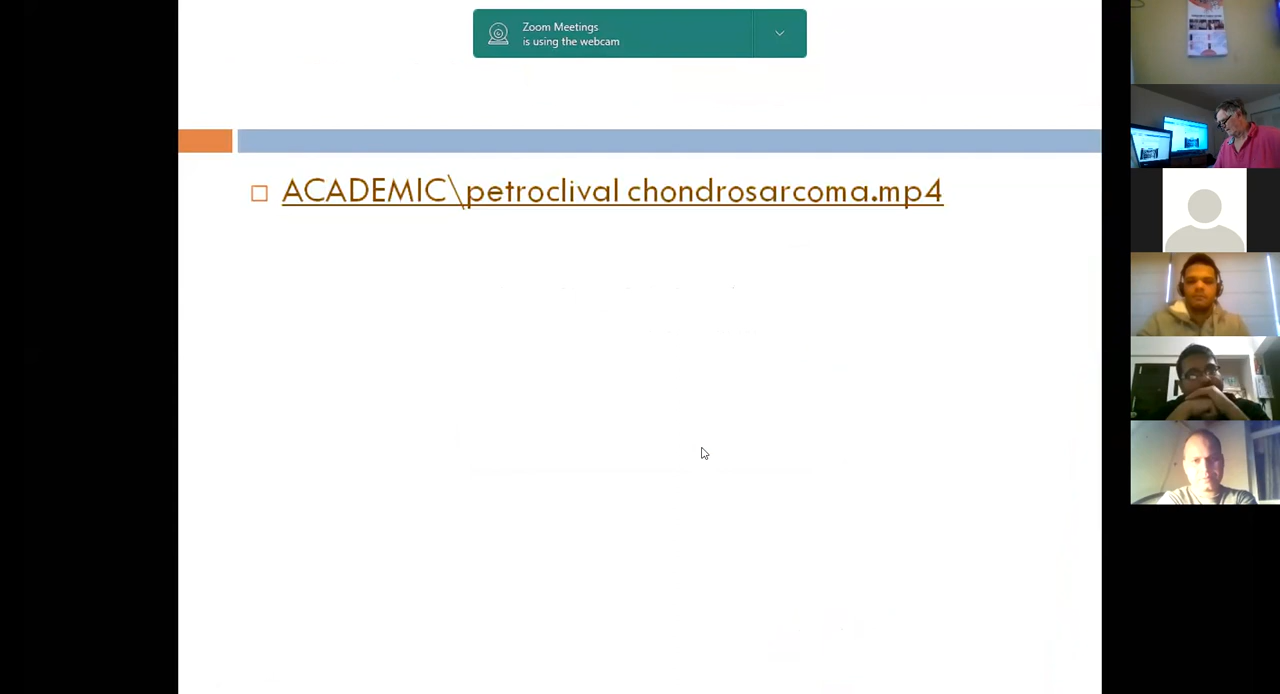 Zoom Meetings
is using the webcam
ACADEMIC\petroclival chondrosarcoma.mp4